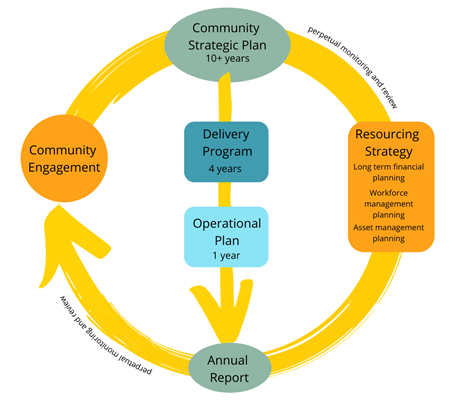 Community
Strategic Plan
10+ years
perpetual monitoring and review
Community
Engagement
Delivery
Program
4 years
Resourcing
Strategy
Long term financial
planning
Workforce
management
planning
Asset management
planning
Operational
Plan
1 year
perpetual monitoring and review
Annual
Report